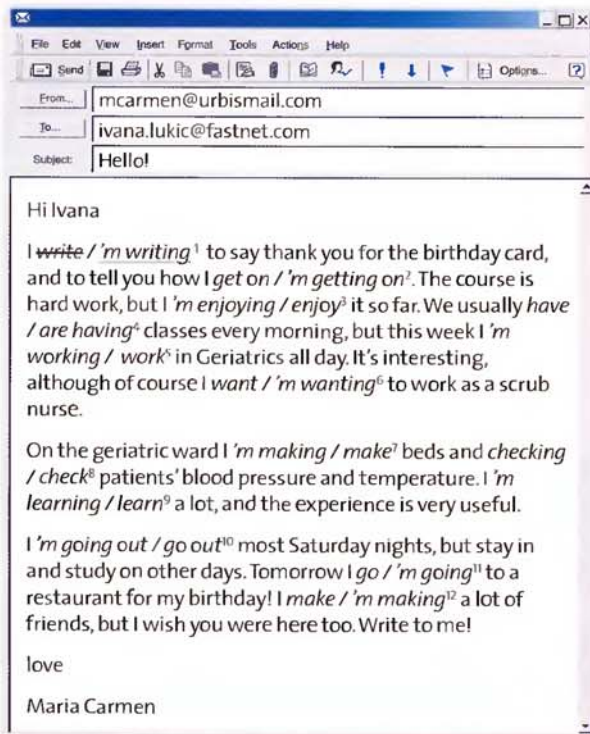 File Edit View Insert Format Tools Actions Help
Send Options...
From... mcarmen@urbismail.com
To... ivana.lukic@fastnet.com
Subject: Hello!
Hi Ivana
I write / 'm writing¹ to say thank you for the birthday card,
and to tell you how I get on / 'm getting on². The course is
hard work, but I 'm enjoying / enjoy³ it so far. We usually have
/ are having⁴ classes every morning, but this week I 'm
working / work⁵ in Geriatrics all day. It's interesting,
although of course I want / 'm wanting⁶ to work as a scrub
nurse.
On the geriatric ward I 'm making / make⁷ beds and checking
/ check⁸ patients' blood pressure and temperature. I 'm
learning / learn⁹ a lot, and the experience is very useful.
I 'm going out / go out¹⁰ most Saturday nights, but stay in
and study on other days. Tomorrow I go / 'm going¹¹ to a
restaurant for my birthday! I make / 'm making¹² a lot of
friends, but I wish you were here too. Write to me!
love
Maria Carmen